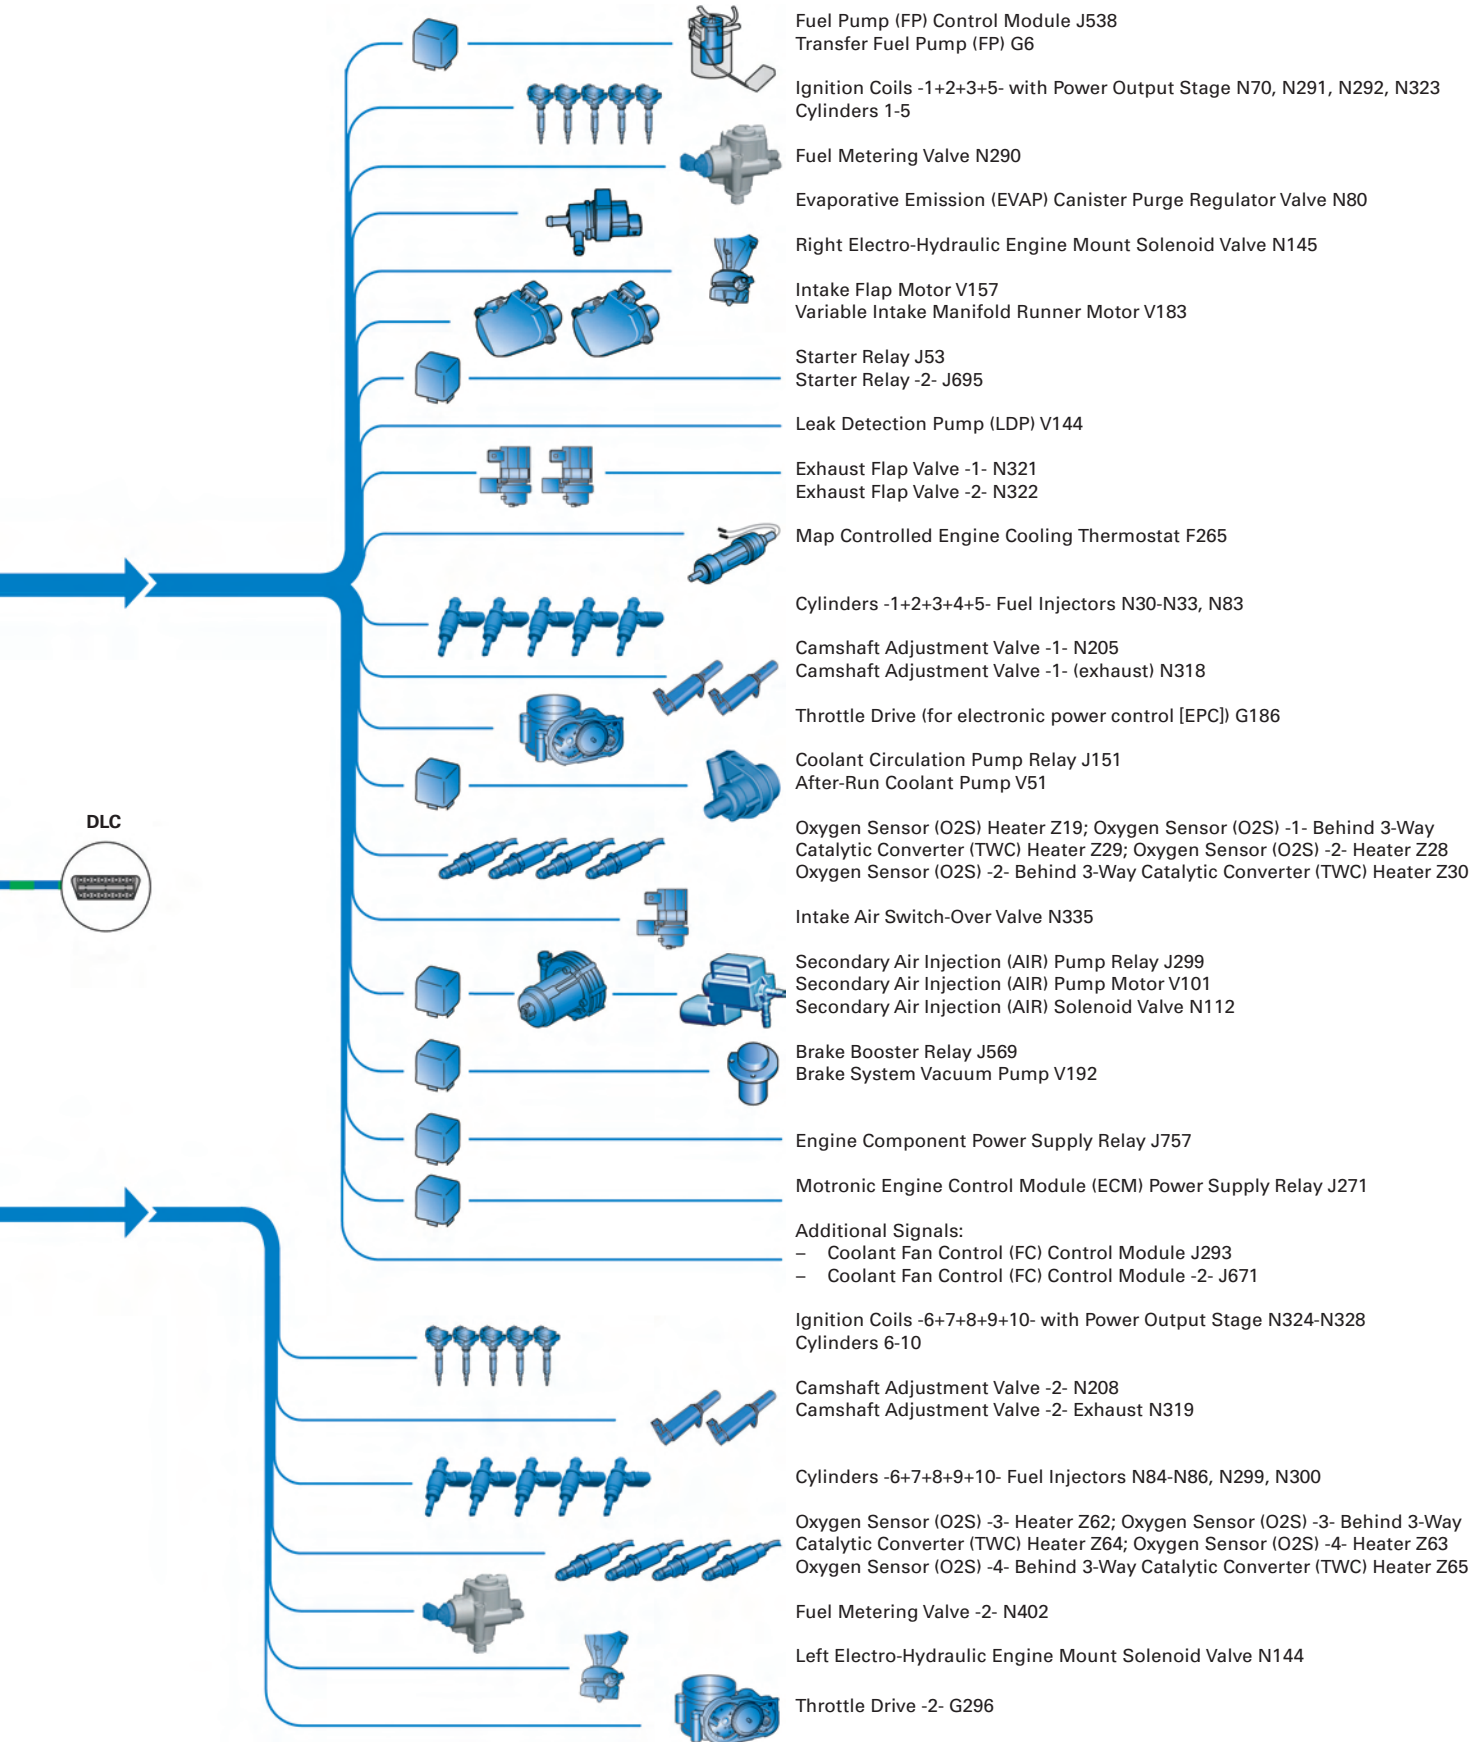 Fuel Pump (FP) Control Module J538
Transfer Fuel Pump (FP) G6
Ignition Coils -1+2+3+5- with Power Output Stage N70, N291, N292, N323
Cylinders 1-5
Fuel Metering Valve N290
Evaporative Emission (EVAP) Canister Purge Regulator Valve N80
Right Electro-Hydraulic Engine Mount Solenoid Valve N145
Intake Flap Motor V157
Variable Intake Manifold Runner Motor V183
Starter Relay J53
Starter Relay -2- J695
Leak Detection Pump (LDP) V144
Exhaust Flap Valve -1- N321
Exhaust Flap Valve -2- N322
Map Controlled Engine Cooling Thermostat F265
Cylinders -1+2+3+4+5- Fuel Injectors N30-N33, N83
Camshaft Adjustment Valve -1- N205
Camshaft Adjustment Valve -1- (exhaust) N318
Throttle Drive (for electronic power control [EPC]) G186
Coolant Circulation Pump Relay J151
After-Run Coolant Pump V51
DLC
Oxygen Sensor (O2S) Heater Z19; Oxygen Sensor (O2S) -1- Behind 3-Way
Catalytic Converter (TWC) Heater Z29; Oxygen Sensor (O2S) -2- Heater Z28
Oxygen Sensor (O2S) -2- Behind 3-Way Catalytic Converter (TWC) Heater Z30
Intake Air Switch-Over Valve N335
Secondary Air Injection (AIR) Pump Relay J299
Secondary Air Injection (AIR) Pump Motor V101
Secondary Air Injection (AIR) Solenoid Valve N112
Brake Booster Relay J569
Brake System Vacuum Pump V192
Engine Component Power Supply Relay J757
Motronic Engine Control Module (ECM) Power Supply Relay J271
Additional Signals:
– Coolant Fan Control (FC) Control Module J293
– Coolant Fan Control (FC) Control Module -2- J671
Ignition Coils -6+7+8+9+10- with Power Output Stage N324-N328
Cylinders 6-10
Camshaft Adjustment Valve -2- N208
Camshaft Adjustment Valve -2- Exhaust N319
Cylinders -6+7+8+9+10- Fuel Injectors N84-N86, N299, N300
Oxygen Sensor (O2S) -3- Heater Z62; Oxygen Sensor (O2S) -3- Behind 3-Way
Catalytic Converter (TWC) Heater Z64; Oxygen Sensor (O2S) -4- Heater Z63
Oxygen Sensor (O2S) -4- Behind 3-Way Catalytic Converter (TWC) Heater Z65
Fuel Metering Valve -2- N402
Left Electro-Hydraulic Engine Mount Solenoid Valve N144
Throttle Drive -2- G296